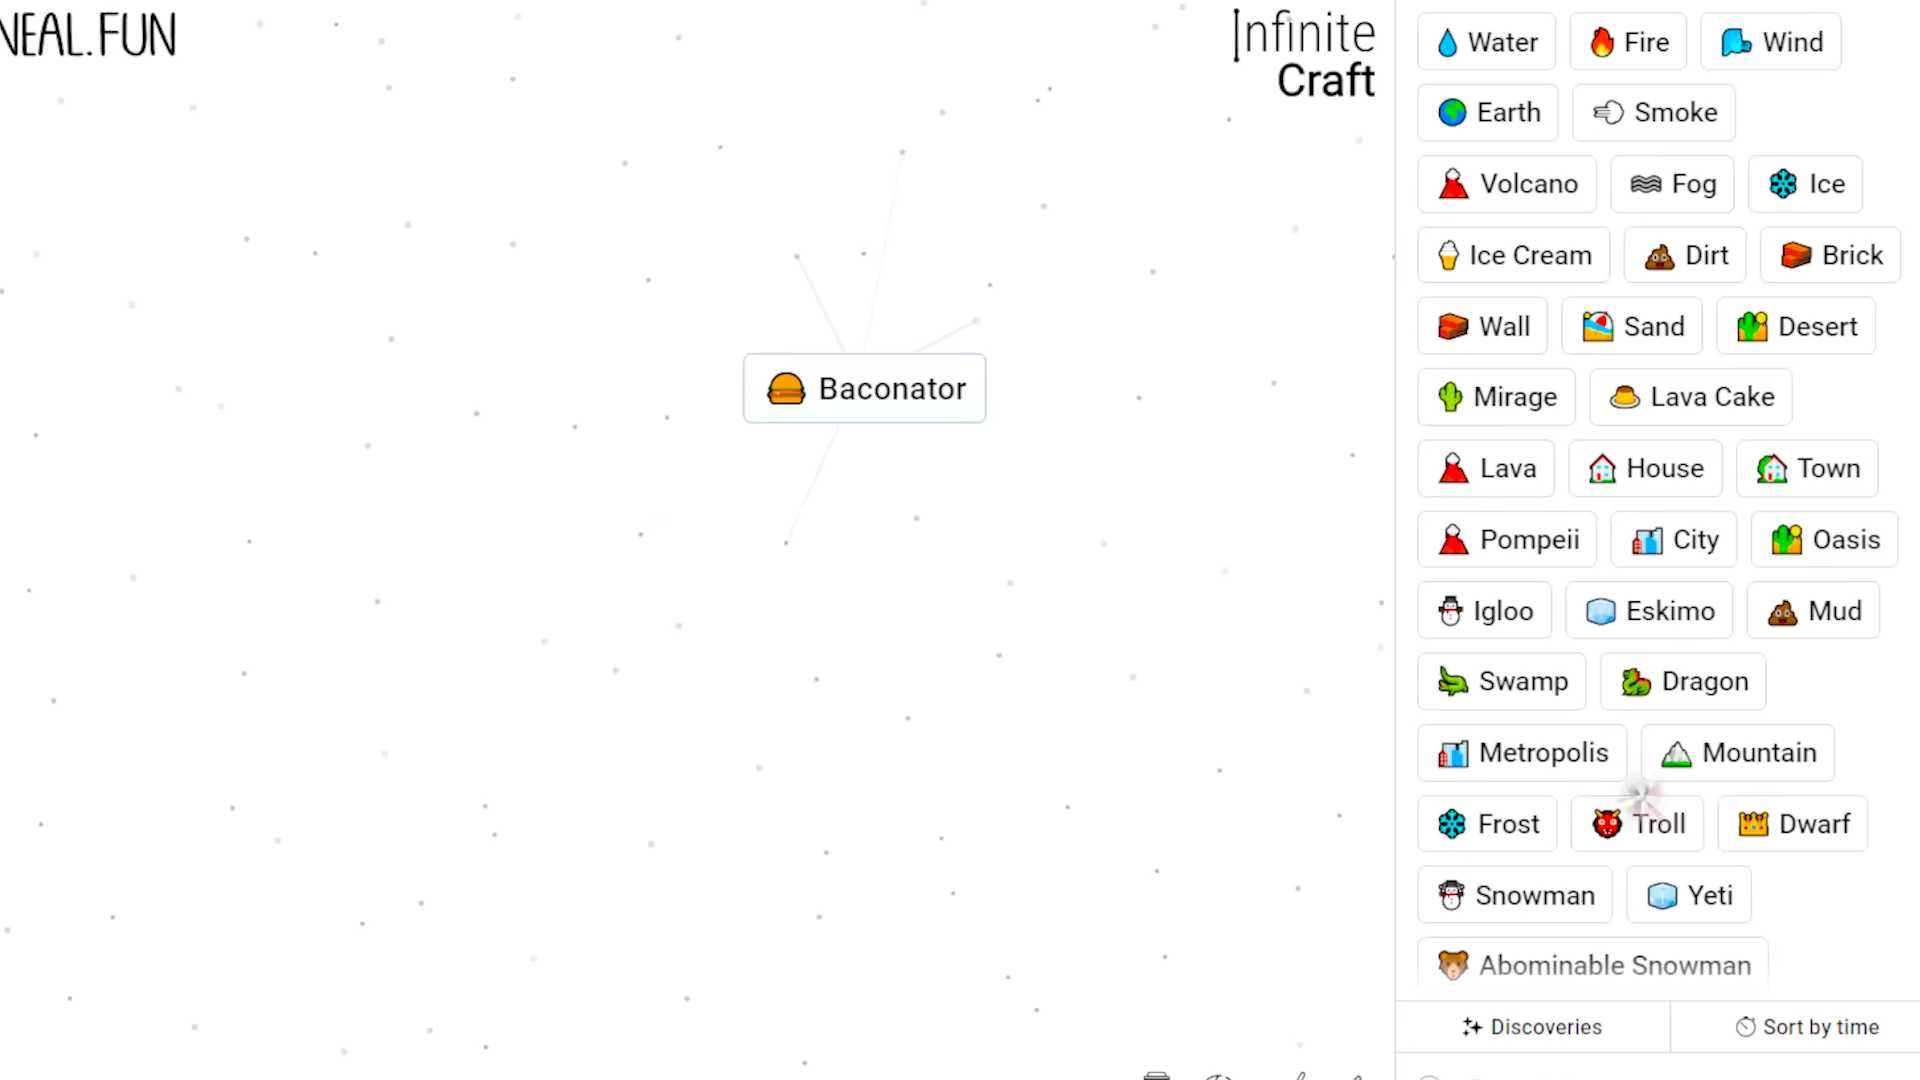 NEAL.FUN
Infinite
Craft
Baconator
Water
Fire
Wind
Earth
Smoke
Volcano
Fog
Ice
Ice Cream
Dirt
Brick
Wall
Sand
Desert
Mirage
Lava Cake
Lava
House
Town
Pompeii
City
Oasis
Igloo
Eskimo
Mud
Swamp
Dragon
Metropolis
Mountain
Frost
Troll
Dwarf
Snowman
Yeti
Abominable Snowman
Discoveries
Sort by time